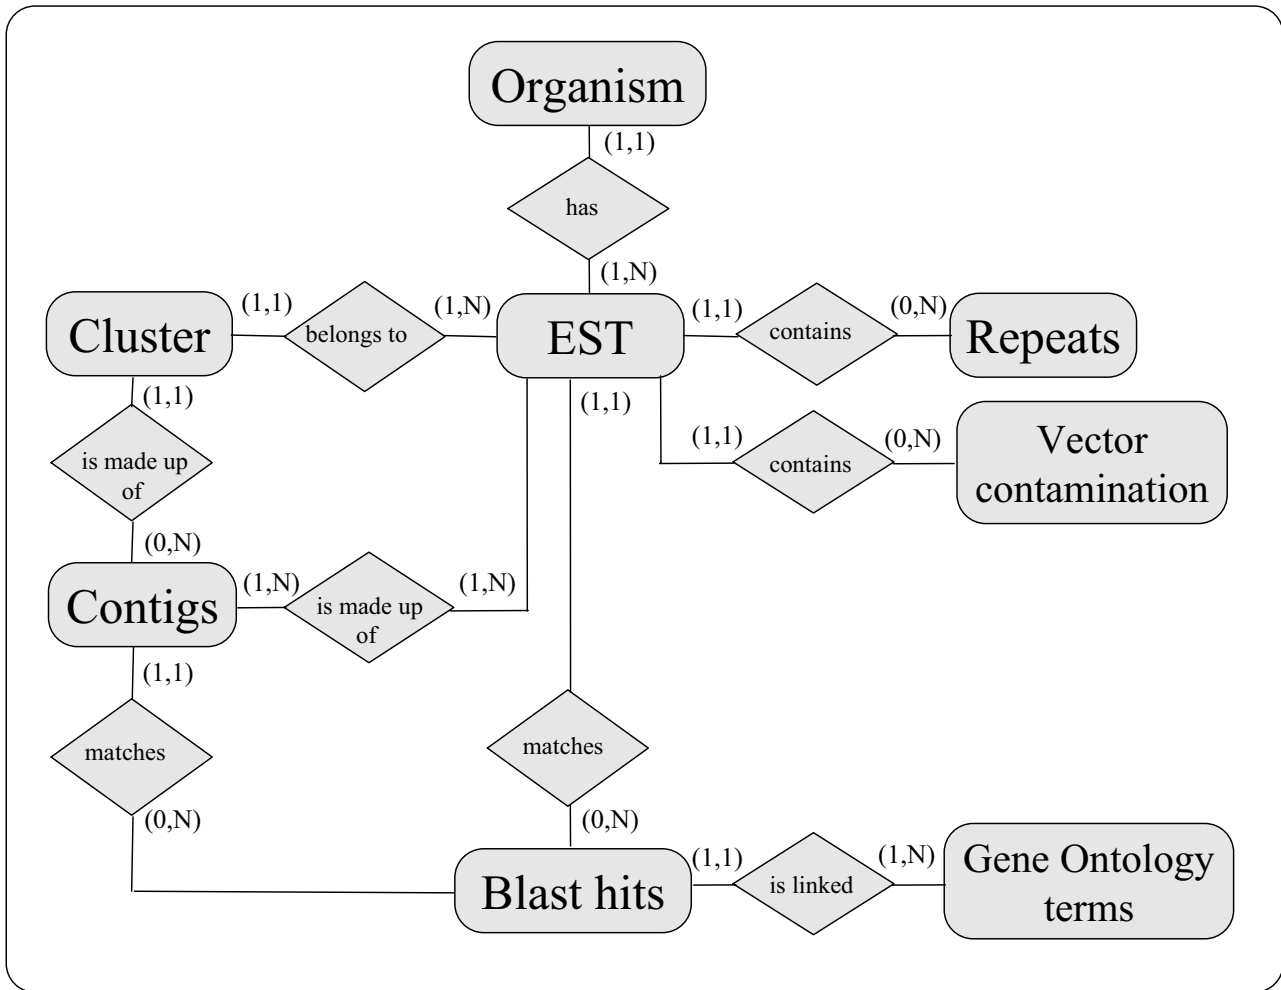 Organism
(1,1)
has
(1,N)
Cluster
(1,1)
belongs to
(1,N)
EST
(1,1)
contains
(0,N)
Repeats
(1,1)
(1,1)
(1,1)
contains
(0,N)
Vector
contamination
is made up
of
(0,N)
Contigs
(1,N)
is made up
of
(1,N)
(1,1)
matches
(0,N)
matches
(0,N)
Blast hits
(1,1)
is linked
(1,N)
Gene Ontology
terms